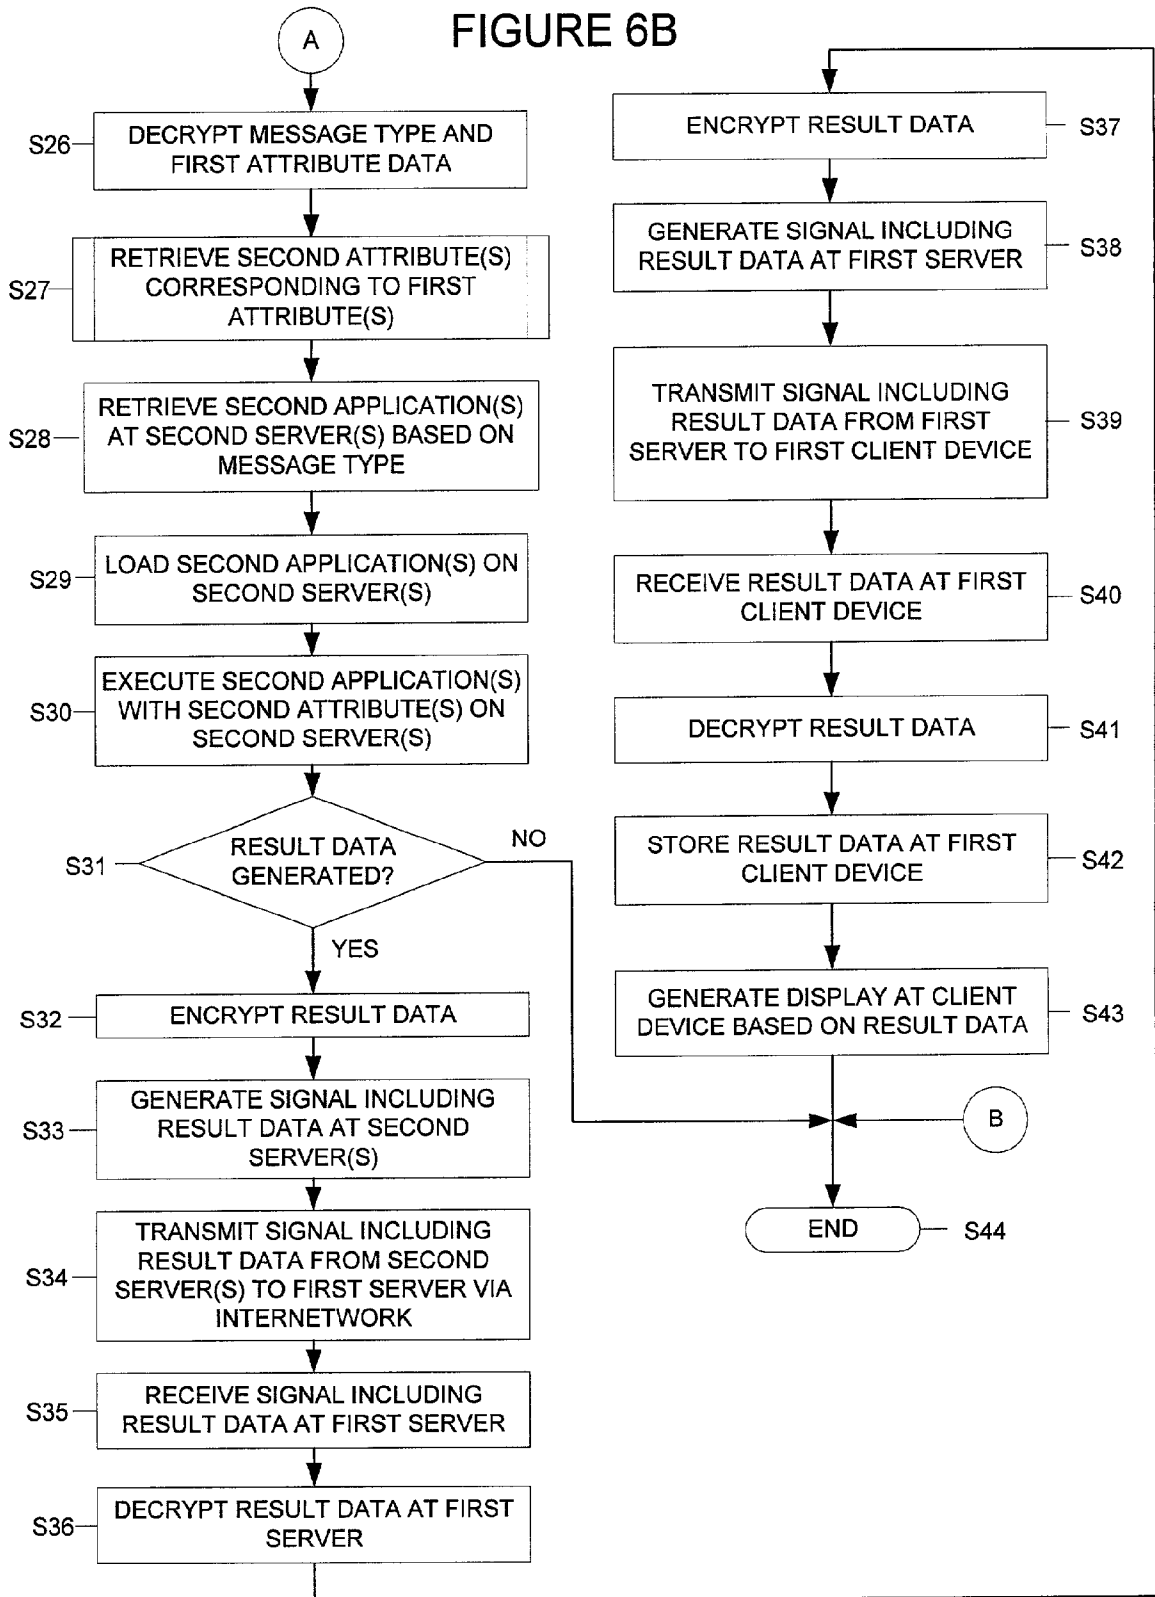 FIGURE 6B
A
S26
DECRYPT MESSAGE TYPE AND
FIRST ATTRIBUTE DATA
S27
RETRIEVE SECOND ATTRIBUTE(S)
CORRESPONDING TO FIRST
ATTRIBUTE(S)
S28
RETRIEVE SECOND APPLICATION(S)
AT SECOND SERVER(S) BASED ON
MESSAGE TYPE
S29
LOAD SECOND APPLICATION(S) ON
SECOND SERVER(S)
S30
EXECUTE SECOND APPLICATION(S)
WITH SECOND ATTRIBUTE(S) ON
SECOND SERVER(S)
S31
RESULT DATA
GENERATED?
NO
YES
S32
ENCRYPT RESULT DATA
S33
GENERATE SIGNAL INCLUDING
RESULT DATA AT SECOND
SERVER(S)
S34
TRANSMIT SIGNAL INCLUDING
RESULT DATA FROM SECOND
SERVER(S) TO FIRST SERVER VIA
INTERNETWORK
S35
RECEIVE SIGNAL INCLUDING
RESULT DATA AT FIRST SERVER
S36
DECRYPT RESULT DATA AT FIRST
SERVER
ENCRYPT RESULT DATA
S37
GENERATE SIGNAL INCLUDING
RESULT DATA AT FIRST SERVER
S38
TRANSMIT SIGNAL INCLUDING
RESULT DATA FROM FIRST
SERVER TO FIRST CLIENT DEVICE
S39
RECEIVE RESULT DATA AT FIRST
CLIENT DEVICE
S40
DECRYPT RESULT DATA
S41
STORE RESULT DATA AT FIRST
CLIENT DEVICE
S42
GENERATE DISPLAY AT CLIENT
DEVICE BASED ON RESULT DATA
S43
B
END
S44